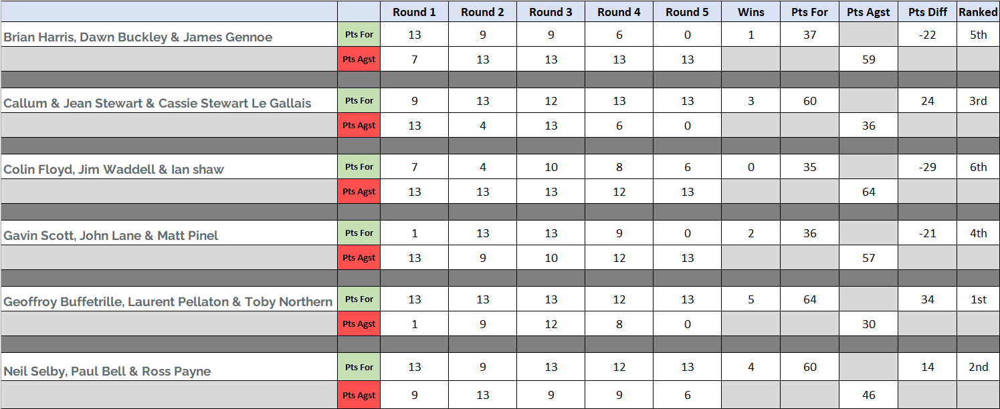 Round 1 Round 2 Round 3 Round 4 Round 5 Wins Pts For Pts Agst Pts Diff Ranked
Brian Harris, Dawn Buckley & James Gennoe Pts For 13 9 9 6 0 1 37 -22 5th
Pts Agst 7 13 13 13 13 59
Callum & Jean Stewart & Cassie Stewart Le Gallais Pts For 9 13 12 13 13 3 60 24 3rd
Pts Agst 13 4 13 6 0 36
Colin Floyd, Jim Waddell & Ian shaw Pts For 7 4 10 8 6 0 35 -29 6th
Pts Agst 13 13 13 12 13 64
Gavin Scott, John Lane & Matt Pinel Pts For 1 13 13 9 0 2 36 -21 4th
Pts Agst 13 9 10 12 13 57
Geoffroy Buffetrille, Laurent Pellaton & Toby Northern Pts For 13 13 13 12 13 5 64 34 1st
Pts Agst 1 9 12 8 0 30
Neil Selby, Paul Bell & Ross Payne Pts For 13 9 13 12 13 4 60 14 2nd
Pts Agst 9 13 9 9 6 46